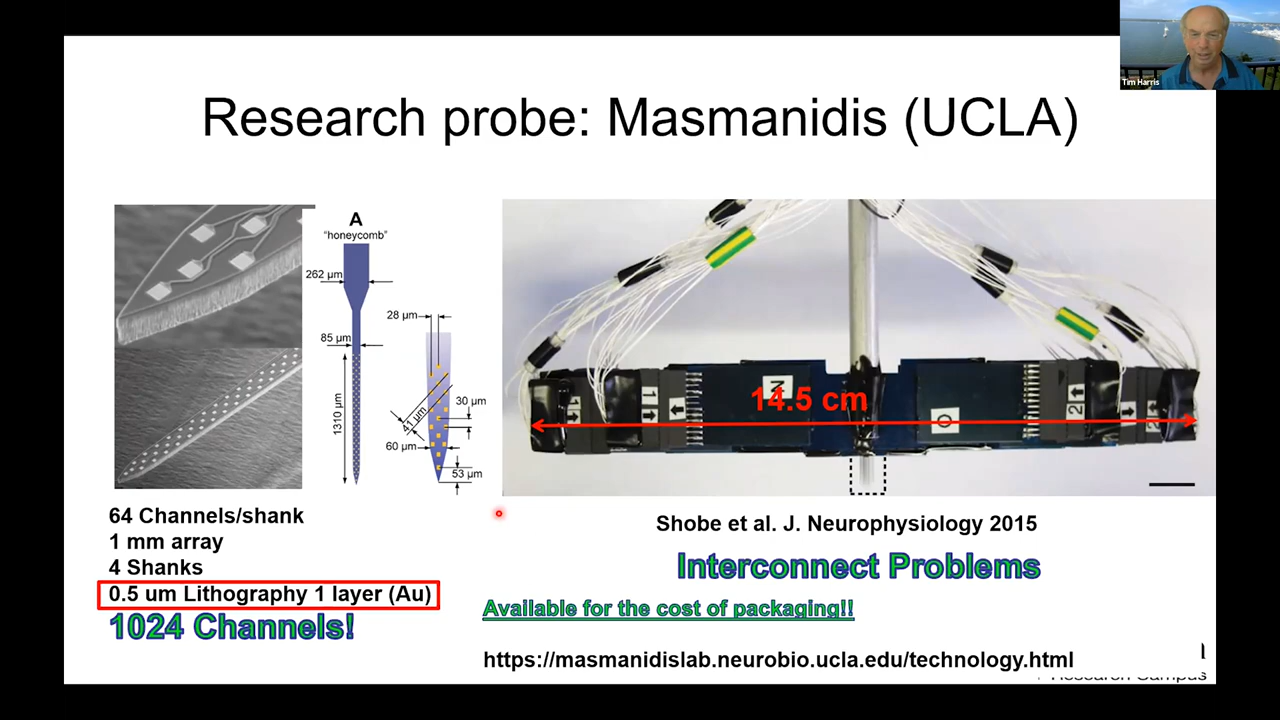 Tim Harris
Research probe: Masmanidis (UCLA)
A
“honeycomb”
262 µm
28 µm
85 µm
1310 µm
41 µm
30 µm
60 µm
53 µm
14.5 cm
N
O
1
1
2
2
64 Channels/shank
1 mm array
4 Shanks
0.5 um Lithography 1 layer (Au)
1024 Channels!
Shobe et al. J. Neurophysiology 2015
Interconnect Problems
Available for the cost of packaging!!
https://masmanidislab.neurobio.ucla.edu/technology.html
Research Campus